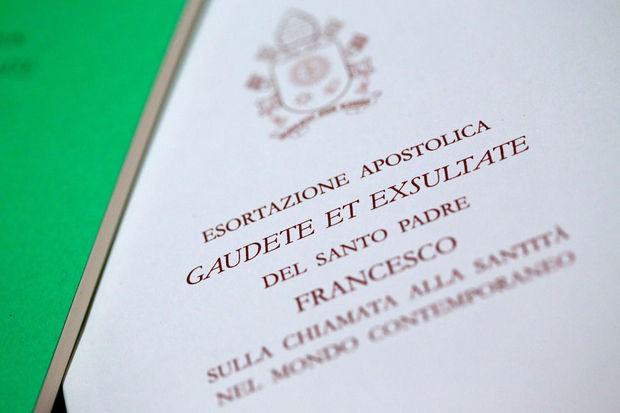 ESORTAZIONE APOSTOLICA
GAUDETE ET EXSULTATE
DEL SANTO PADRE
FRANCESCO
SULLA CHIAMATA ALLA SANTITÀ
NEL MONDO CONTEMPORANEO